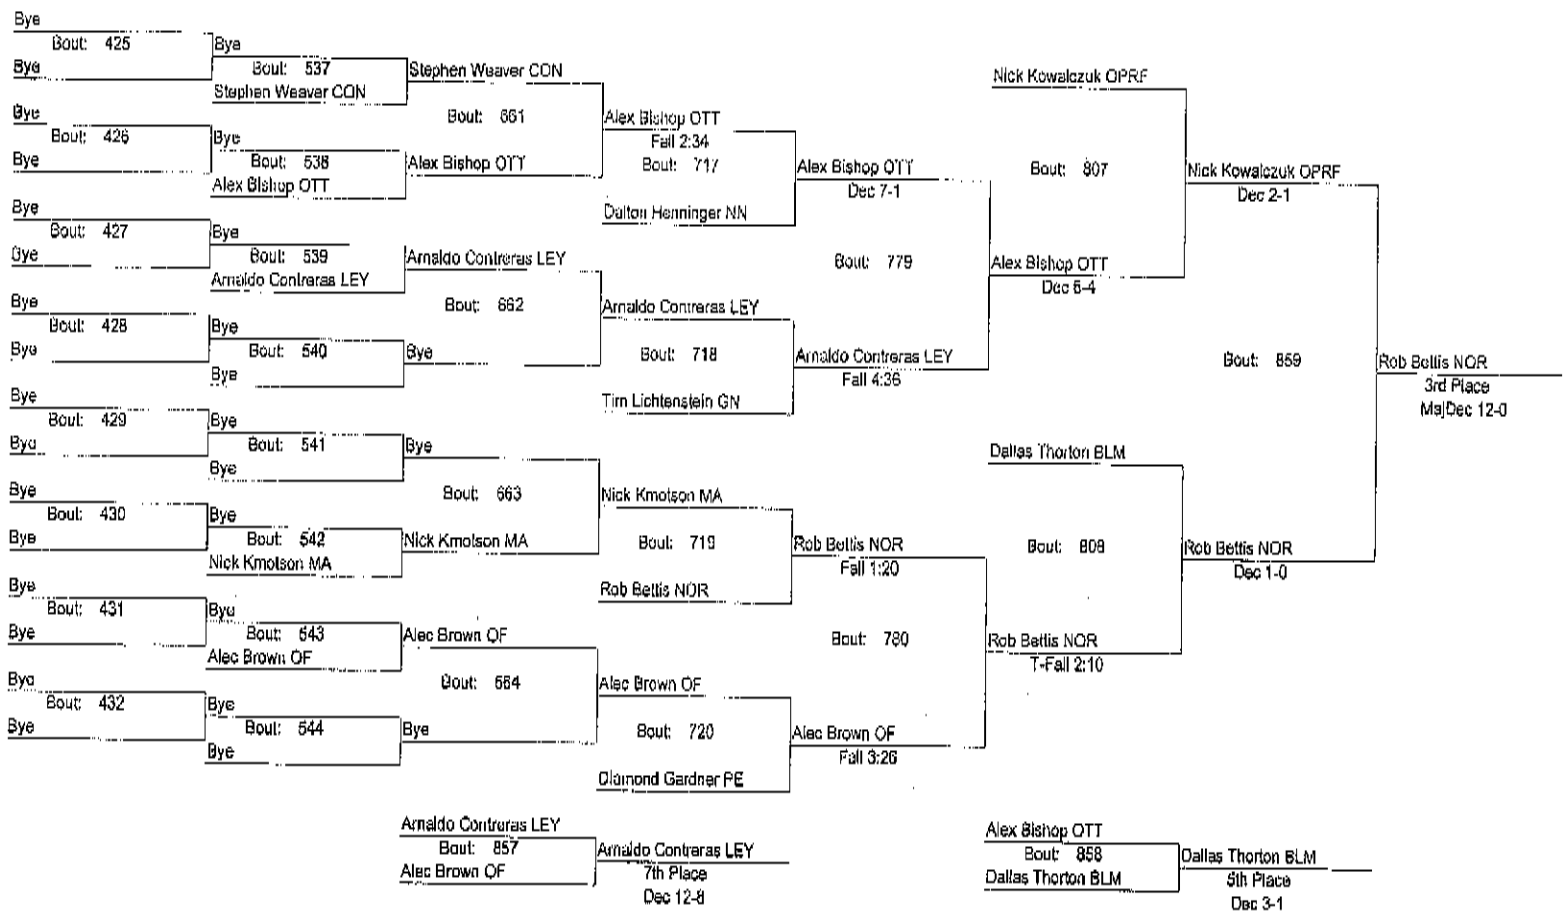 Bye
Bout: 425
Bye
Bye
Bout: 537
Stephen Weaver CON
Stephen Weaver CON
Bye
Bout: 426
Bye
Bye
Bout: 538
Alex Bishop OTT
Alex Bishop OTT
Bout: 661
Alex Bishop OTT
Fall 2:34
Bout: 717
Dalton Henninger NN
Alex Bishop OTT
Dec 7-1
Bye
Bout: 427
Bye
Bye
Bout: 539
Arnaldo Contreras LEY
Arnaldo Contreras LEY
Bye
Bout: 428
Bye
Bye
Bout: 540
Bye
Bye
Bout: 662
Arnaldo Contreras LEY
Bout: 718
Tim Lichtenstein GN
Arnaldo Contreras LEY
Fall 4:36
Bout: 779
Nick Kowalczuk OPRF
Bout: 807
Alex Bishop OTT
Dec 5-4
Nick Kowalczuk OPRF
Dec 2-1
Bye
Bout: 429
Bye
Bye
Bout: 541
Bye
Bye
Bye
Bout: 430
Bye
Bye
Bout: 542
Nick Kmotson MA
Nick Kmotson MA
Bout: 663
Nick Kmotson MA
Bout: 719
Rob Bettis NOR
Rob Bettis NOR
Fall 1:20
Bye
Bout: 431
Bye
Bye
Bout: 543
Alec Brown OF
Alec Brown OF
Bye
Bout: 432
Bye
Bye
Bout: 544
Bye
Bye
Bout: 664
Alec Brown OF
Bout: 720
Diamond Gardner PE
Alec Brown OF
Fall 3:26
Bout: 780
Dallas Thorton BLM
Bout: 808
Rob Bettis NOR
T-Fall 2:10
Rob Bettis NOR
Dec 1-0
Bout: 859
Rob Bettis NOR
3rd Place
MajDec 12-0
Arnaldo Contreras LEY
Bout: 857
Alec Brown OF
Arnaldo Contreras LEY
7th Place
Dec 12-8
Alex Bishop OTT
Bout: 858
Dallas Thorton BLM
Dallas Thorton BLM
5th Place
Dec 3-1